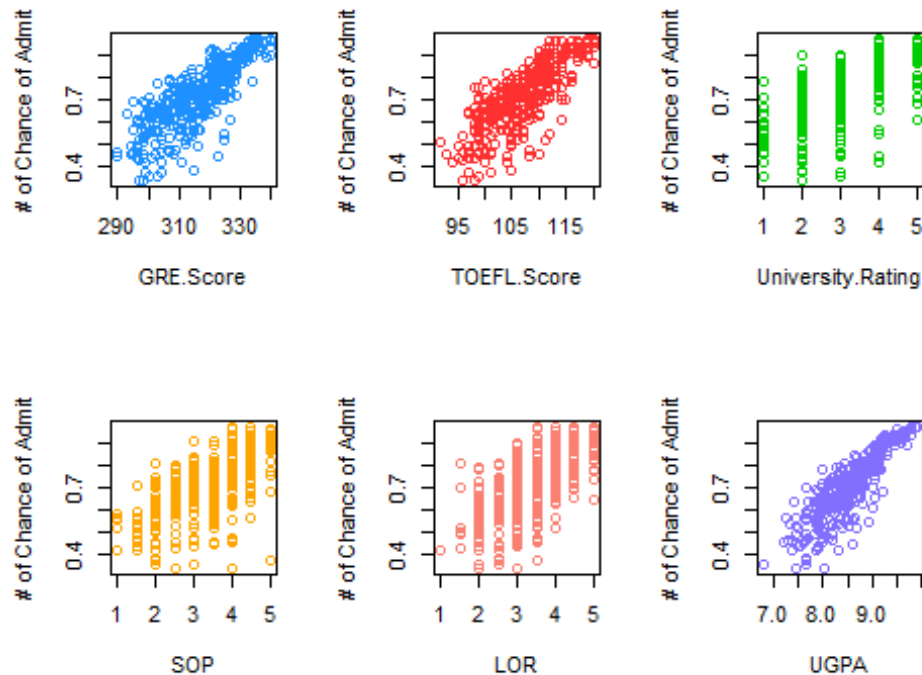 # of Chance of Admit
0.4 0.7
290 310 330
GRE.Score
# of Chance of Admit
0.4 0.7
95 105 115
TOEFL.Score
# of Chance of Admit
0.4 0.7
1 2 3 4 5
University.Rating
# of Chance of Admit
0.4 0.7
1 2 3 4 5
SOP
# of Chance of Admit
0.4 0.7
1 2 3 4 5
LOR
# of Chance of Admit
0.4 0.7
7.0 8.0 9.0
UGPA